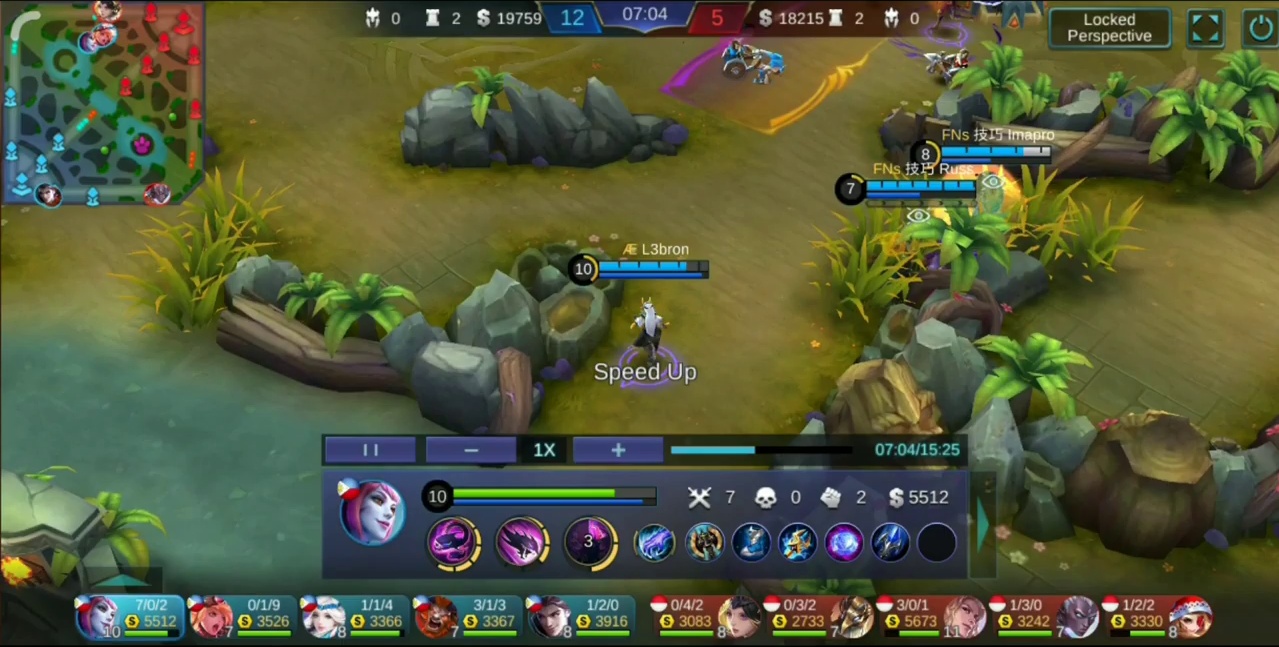 0 2 $ 19759 12 07:04 5 $ 18215 2 0
Locked
Perspective
FNs 技巧 Imapro
8
FNs 技巧 Russ
7
Æ L3bron
10
Speed Up
1X
07:04/15:25
10
7 0 2 $ 5512
3
7/0/2 0/1/9 1/1/4 3/1/3 1/2/0 0/4/2 0/3/2 3/0/1 1/3/0 1/2/2
5512 3526 3366 3367 3916 3083 2733 5673 3242 3330
10 7 8 7 8 8 7 11 7 8